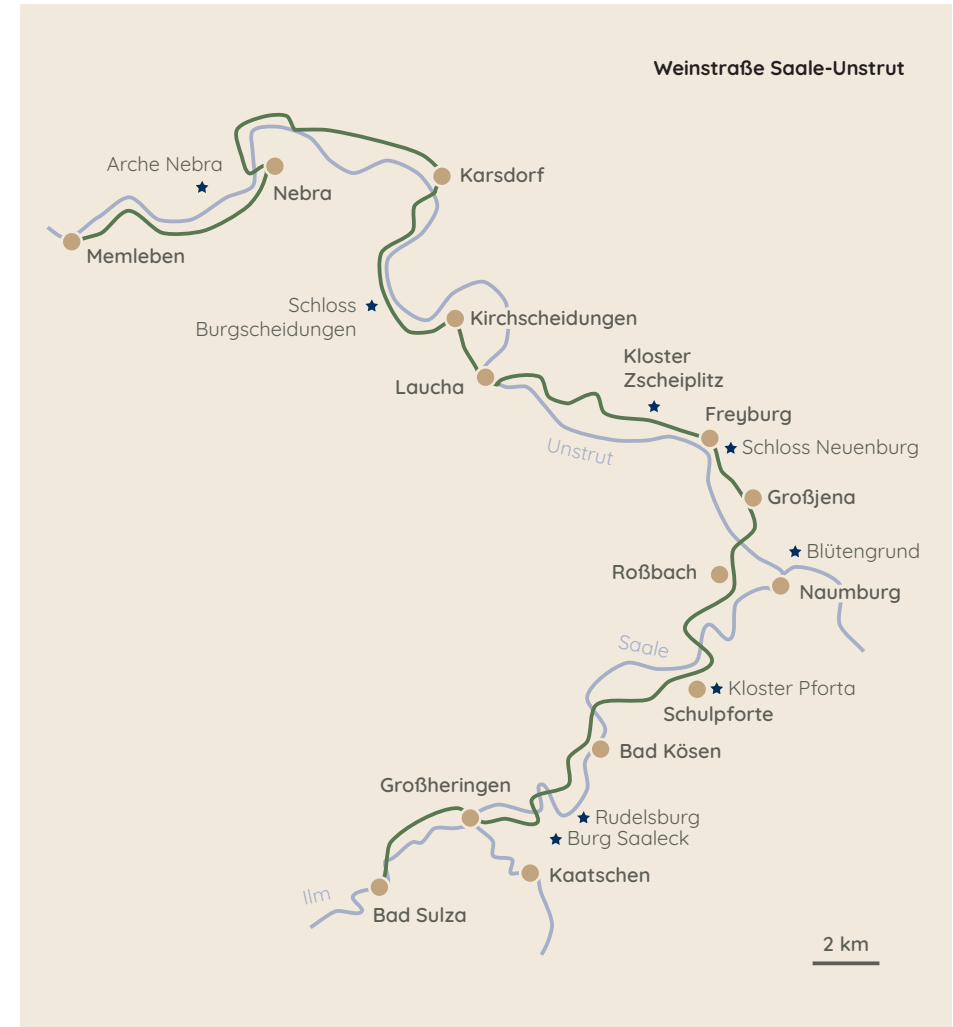 Weinstraße Saale-Unstrut
Arche Nebra
Nebra
Karsdorf
Memleben
Schloss
Burgscheidungen
Kirchscheidungen
Laucha
Kloster
Zscheiplitz
Freyburg
Unstrut
Schloss Neuenburg
Großjena
Blütengrund
Roßbach
Naumburg
Saale
Kloster Pforta
Schulpforte
Bad Kösen
Großheringen
Rudelsburg
Burg Saaleck
Kaatschen
Ilm
Bad Sulza
2 km